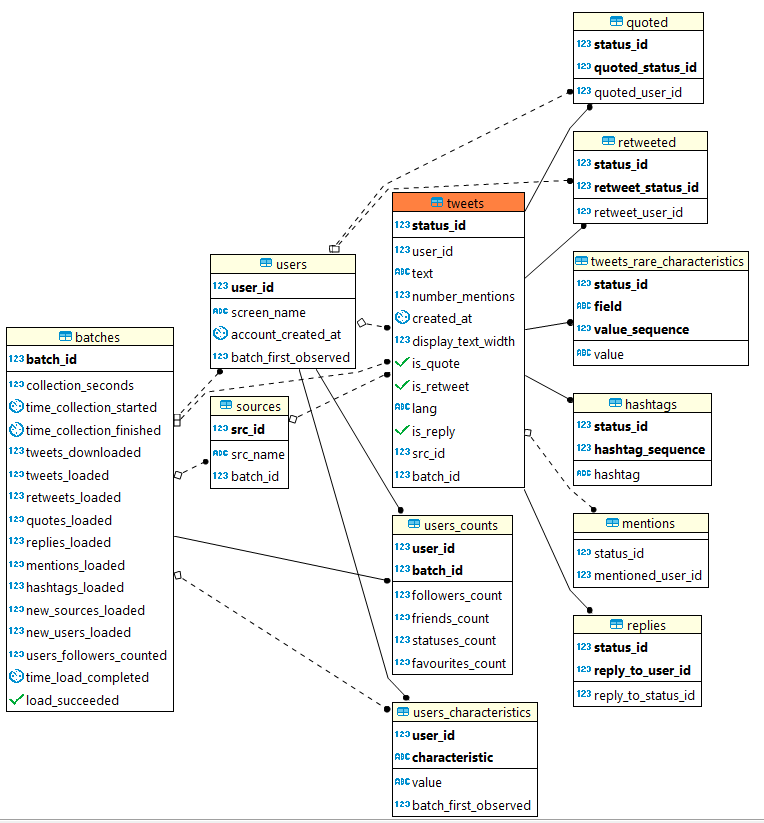 quoted
123 status_id
123 quoted_status_id
123 quoted_user_id
retweeted
123 status_id
123 retweet_status_id
123 retweet_user_id
tweets
123 status_id
123 user_id
ABC text
123 number_mentions
created_at
123 display_text_width
is_quote
is_retweet
ABC lang
is_reply
123 src_id
123 batch_id
tweets_rare_characteristics
123 status_id
ABC field
123 value_sequence
ABC value
users
123 user_id
ABC screen_name
account_created_at
123 batch_first_observed
batches
123 batch_id
123 collection_seconds
time_collection_started
time_collection_finished
123 tweets_downloaded
123 tweets_loaded
123 retweets_loaded
123 quotes_loaded
123 replies_loaded
123 mentions_loaded
123 hashtags_loaded
123 new_sources_loaded
123 new_users_loaded
123 users_followers_counted
time_load_completed
load_succeeded
sources
123 src_id
ABC src_name
123 batch_id
hashtags
123 status_id
123 hashtag_sequence
ABC hashtag
users_counts
123 user_id
123 batch_id
123 followers_count
123 friends_count
123 statuses_count
123 favourites_count
mentions
123 status_id
123 mentioned_user_id
replies
123 status_id
123 reply_to_user_id
123 reply_to_status_id
users_characteristics
123 user_id
ABC characteristic
ABC value
123 batch_first_observed